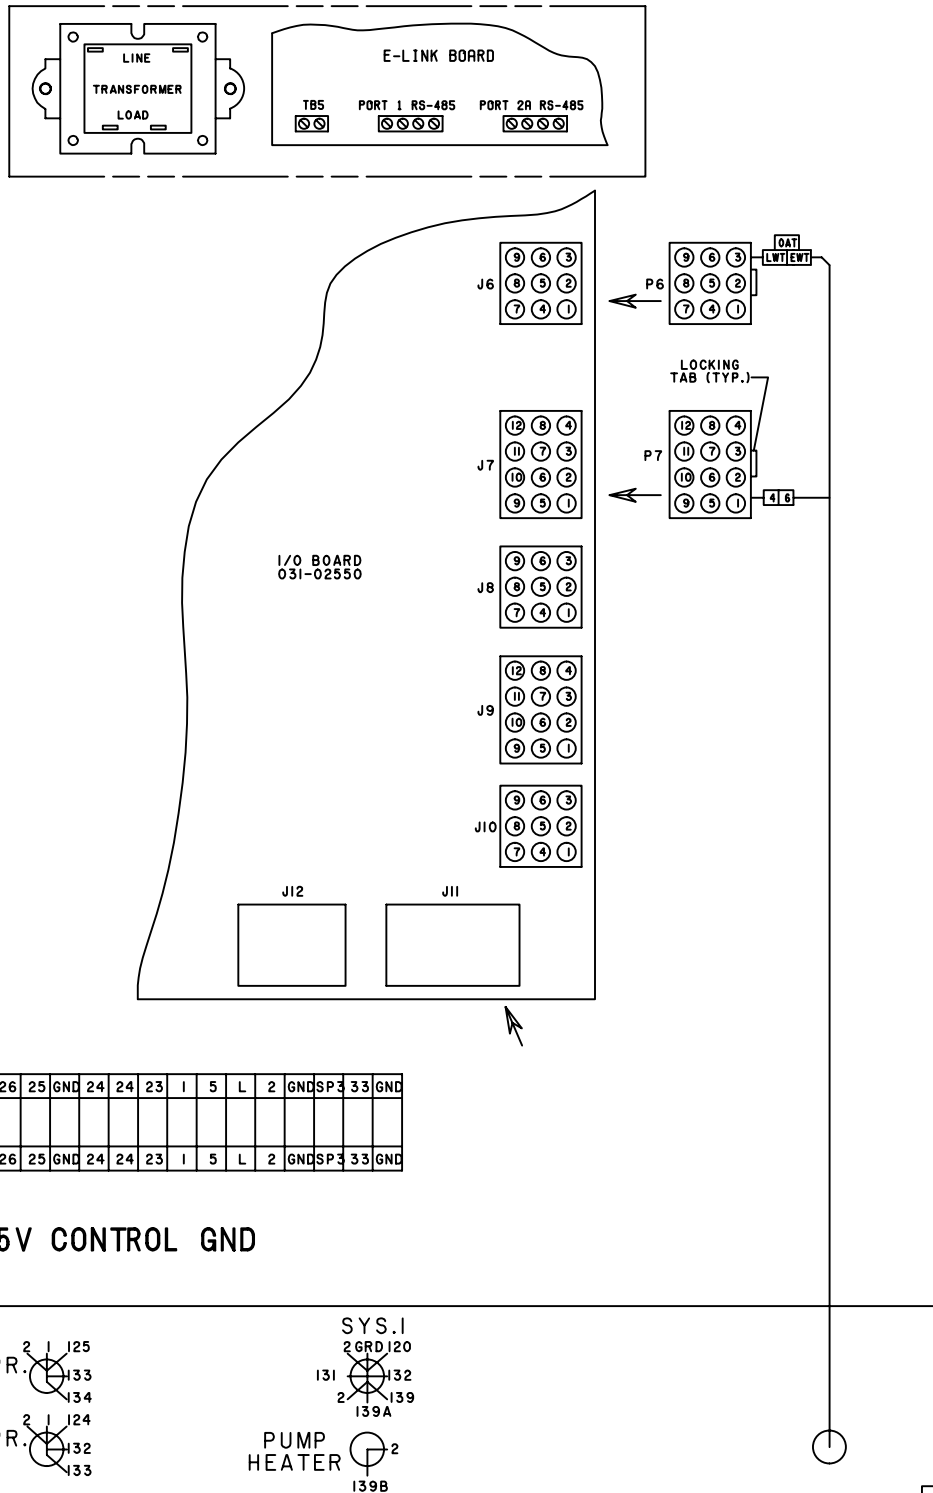 LINE
TRANSFORMER
LOAD
E-LINK BOARD
TB5 PORT 1 RS-485 PORT 2A RS-485
OAT
LWT EWT
J6
9 6 3
8 5 2
7 4 1
P6
9 6 3
8 5 2
7 4 1
LOCKING
TAB (TYP.)
J7
12 8 4
11 7 3
10 6 2
9 5 1
P7
12 8 4
11 7 3
10 6 2
9 5 1
4 6
I/O BOARD
031-02550
J8
9 6 3
8 5 2
7 4 1
J9
12 8 4
11 7 3
10 6 2
9 5 1
J10
9 6 3
8 5 2
7 4 1
J12 J11
26 25 GND 24 24 23 1 5 L 2 GND SP3 33 GND
26 25 GND 24 24 23 1 5 L 2 GND SP3 33 GND
5V CONTROL GND
PR.
2 1 125
133
134
PR.
2 1 124
132
133
SYS.1
2 GRD 120
131 132
2 139
139A
PUMP
HEATER
2
139B